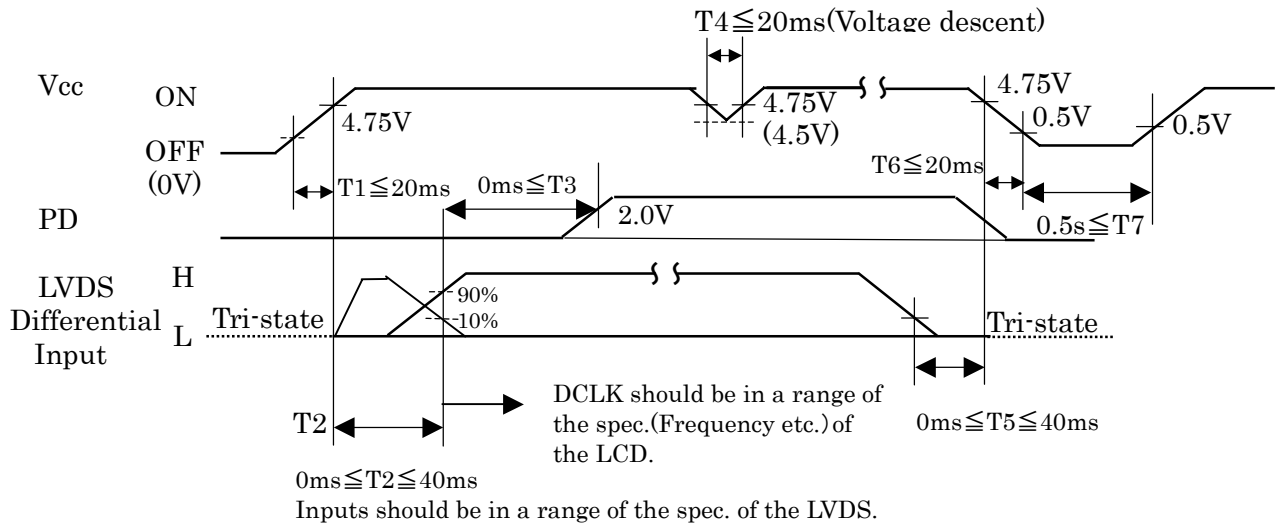 T4≦20ms(Voltage descent)
Vcc
ON
4.75V
OFF
(0V)
4.75V
(4.5V)
4.75V
0.5V
0.5V
T1≦20ms
0ms≦T3
T6≦20ms
0.5s≦T7
PD
2.0V
LVDS
Differential
Input
H
L
90%
10%
Tri-state
Tri-state
T2
DCLK should be in a range of
the spec.(Frequency etc.)of
the LCD.
0ms≦T5≦40ms
0ms≦T2≦40ms
Inputs should be in a range of the spec. of the LVDS.